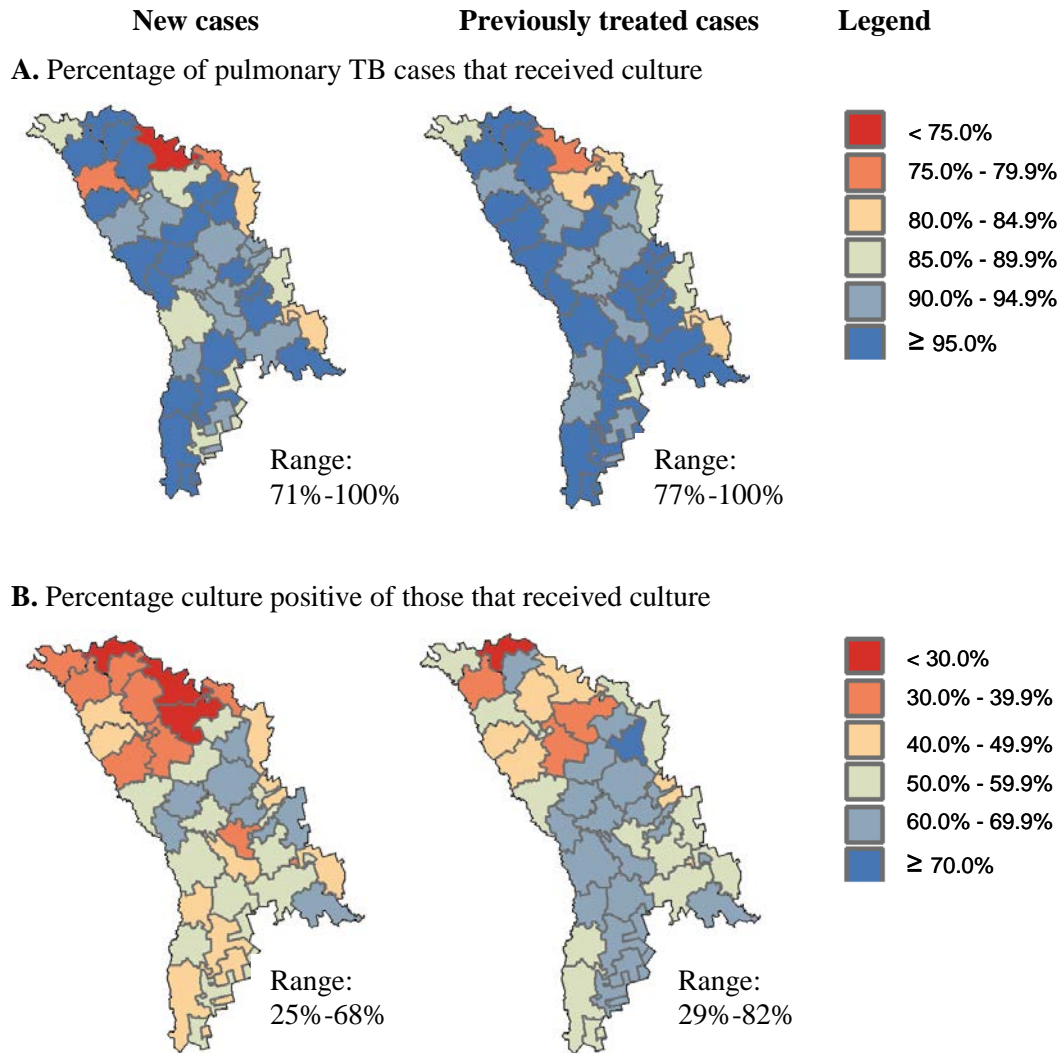 New cases
Previously treated cases
Legend
A. Percentage of pulmonary TB cases that received culture
< 75.0%
75.0% - 79.9%
80.0% - 84.9%
85.0% - 89.9%
90.0% - 94.9%
≥ 95.0%
Range:
71%-100%
Range:
77%-100%
B. Percentage culture positive of those that received culture
< 30.0%
30.0% - 39.9%
40.0% - 49.9%
50.0% - 59.9%
60.0% - 69.9%
≥ 70.0%
Range:
25%-68%
Range:
29%-82%